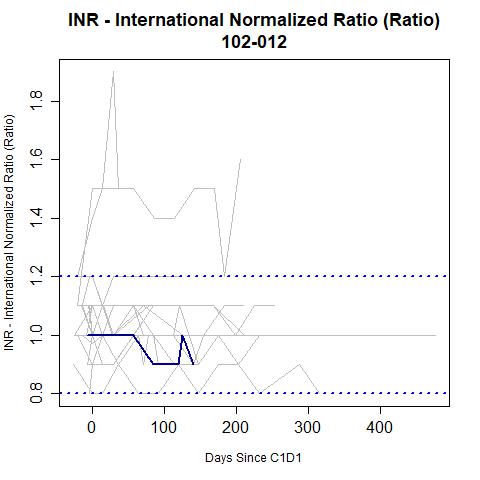 INR - International Normalized Ratio (Ratio)
102-012
INR - International Normalized Ratio (Ratio)
1.8
1.6
1.4
1.2
1.0
0.8
0 100 200 300 400
Days Since C1D1